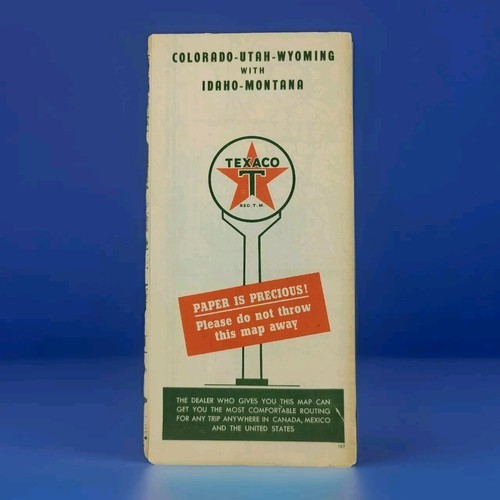 COLORADO-UTAH-WYOMING
WITH
IDAHO-MONTANA
TEXACO
T
REG. T.M.
PAPER IS PRECIOUS!
Please do not throw
this map away
THE DEALER WHO GIVES YOU THIS MAP CAN
GET YOU THE MOST COMFORTABLE ROUTING
FOR ANY TRIP ANYWHERE IN CANADA, MEXICO
AND THE UNITED STATES